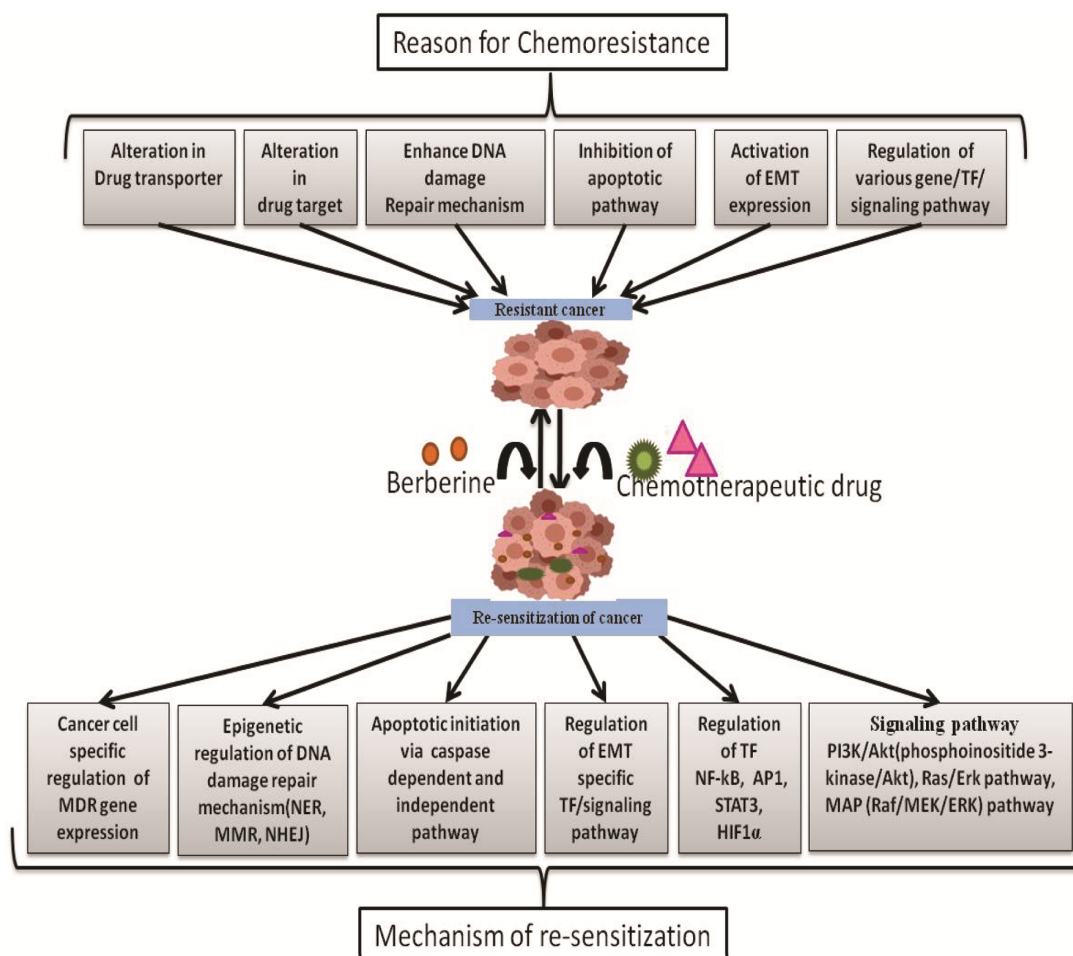 Reason for Chemoresistance
Alteration in
Drug transporter
Alteration
in
drug target
Enhance DNA
damage
Repair mechanism
Inhibition of
apoptotic
pathway
Activation
of EMT
expression
Regulation of
various gene/TF/
signaling pathway
Resistant cancer
Berberine
Chemotherapeutic drug
Re-sensitization of cancer
Cancer cell
specific
regulation of
MDR gene
expression
Epigenetic
regulation of DNA
damage repair
mechanism(NER,
MMR, NHEJ)
Apoptotic initiation
via caspase
dependent and
independent
pathway
Regulation
of EMT
specific
TF/signaling
pathway
Regulation
of TF
NF-kB, AP1,
STAT3,
HIF1α
Signaling pathway
PI3K/Akt(phosphoinositide 3-
kinase/Akt), Ras/Erk pathway,
MAP (Raf/MEK/ERK) pathway
Mechanism of re-sensitization